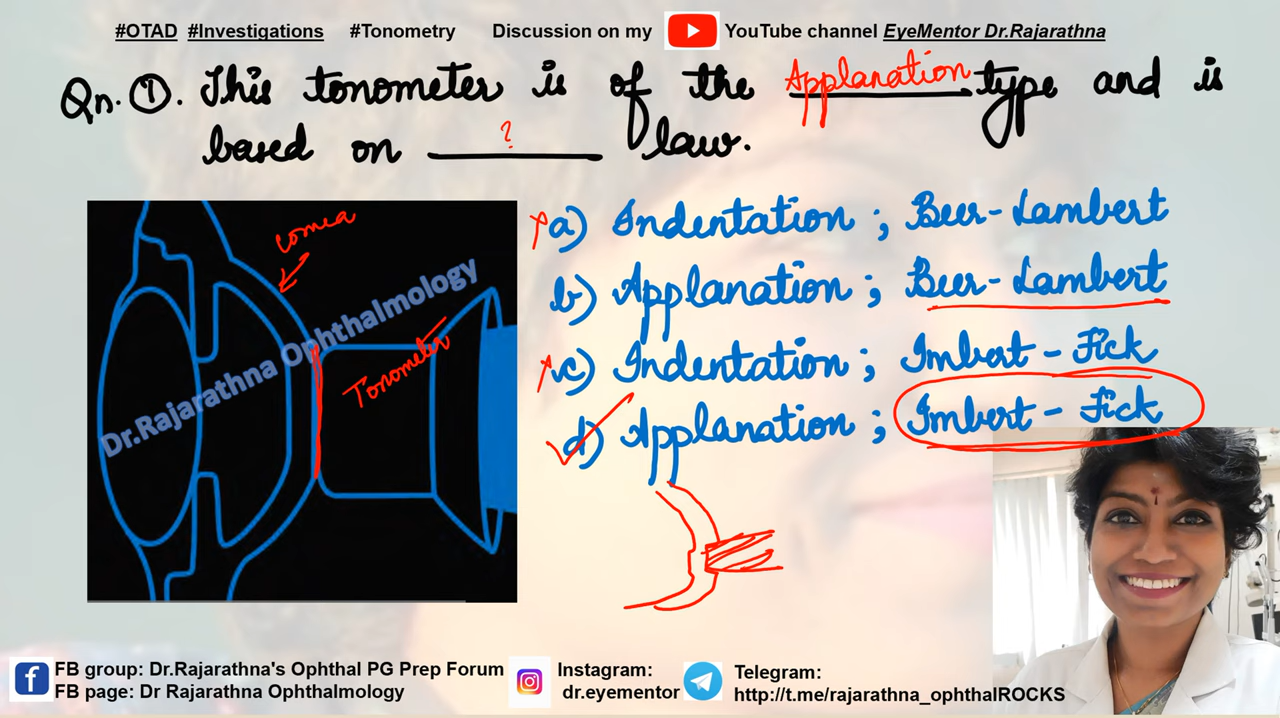 #OTAD #Investigations #Tonometry Discussion on my YouTube channel EyeMentor Dr.Rajarathna
Qn. ①. This tonometer is of the Applanation type and is
based on ? law.
a) Indentation ; Beer - Lambert
b) Applanation ; Beer - Lambert
c) Indentation ; Imbert - Fick
d) Applanation ; Imbert - Fick
cornea
Tonometer
Dr.Rajarathna Ophthalmology
FB group: Dr.Rajarathna's Ophthal PG Prep Forum
FB page: Dr Rajarathna Ophthalmology
Instagram:
dr.eyementor
Telegram:
http://t.me/rajarathna_ophthalROCKS